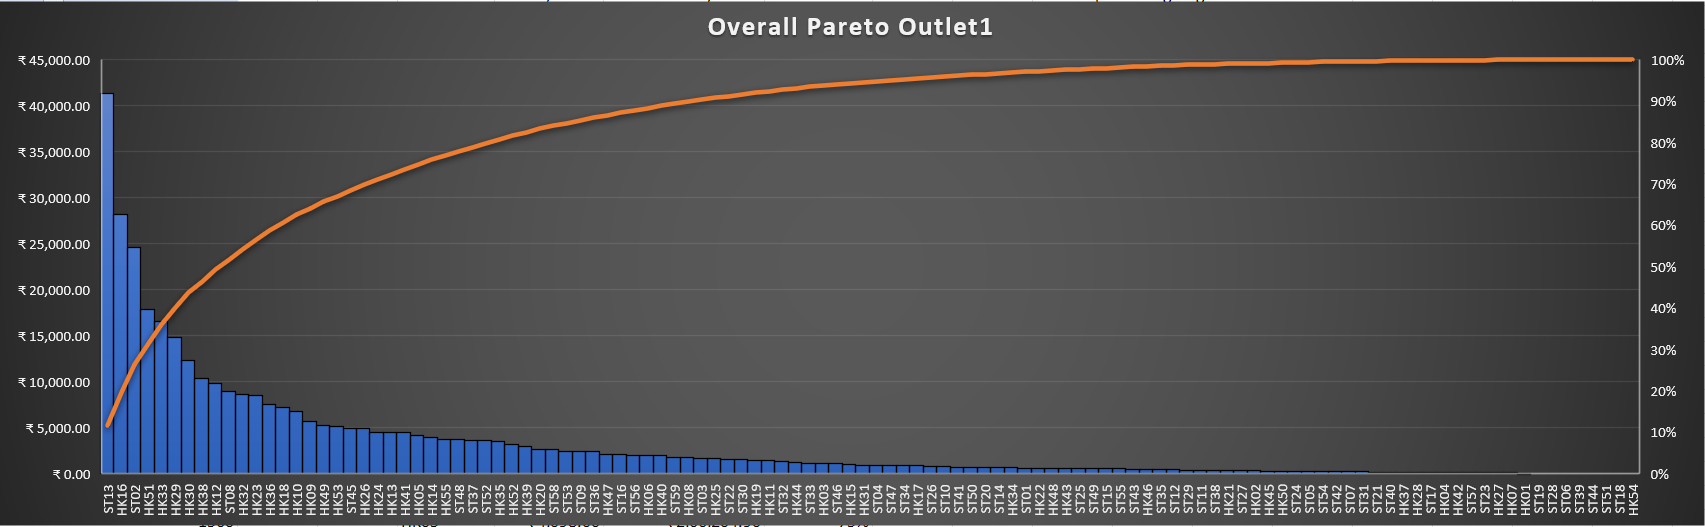 Overall Pareto Outlet1
₹ 45,000.00
₹ 40,000.00
₹ 35,000.00
₹ 30,000.00
₹ 25,000.00
₹ 20,000.00
₹ 15,000.00
₹ 10,000.00
₹ 5,000.00
₹ 0.00
100%
90%
80%
70%
60%
50%
40%
30%
20%
10%
0%
ST13
HK16
ST02
HK51
HK33
HK29
HK30
HK38
HK12
ST08
HK32
HK23
HK36
HK18
HK10
HK09
HK49
HK53
ST45
HK26
HK24
HK13
HK41
HK05
HK14
HK55
ST48
ST37
ST52
HK35
HK52
HK39
HK20
ST58
ST53
ST09
ST36
HK47
ST16
ST56
HK06
HK40
ST59
HK08
ST03
HK25
ST22
ST30
HK19
HK11
ST32
HK44
ST33
HK03
ST46
HK15
HK31
ST04
ST47
ST34
HK17
ST26
ST10
ST41
ST50
ST20
ST14
HK34
ST01
HK22
HK48
HK43
ST25
ST49
ST15
ST55
ST43
HK46
ST35
ST12
ST29
ST11
ST38
HK21
ST27
HK02
HK45
HK50
ST24
ST05
ST54
ST42
ST07
ST31
ST21
ST40
HK37
HK28
ST17
HK04
HK42
ST57
ST23
HK27
HK07
HK01
ST19
ST28
ST06
ST39
ST44
ST51
ST18
HK54